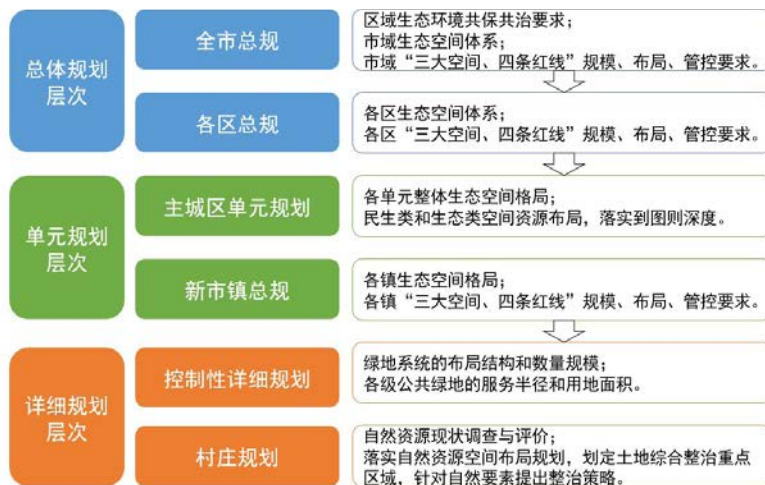 总体规划
层次
全市总规
区域生态环境共保共治要求；
市域生态空间体系；
市域“三大空间、四条红线”规模、布局、管控要求。
各区总规
各区生态空间体系；
各区“三大空间、四条红线”规模、布局、管控要求。
单元规划
层次
主城区单元规划
各单元整体生态空间格局；
民生类和生态类空间资源布局，落实到图则深度。
新市镇总规
各镇生态空间格局；
各镇“三大空间、四条红线”规模、布局、管控要求。
详细规划
层次
控制性详细规划
绿地系统的布局结构和数量规模；
各级公共绿地的服务半径和用地面积。
村庄规划
自然资源现状调查与评价；
落实自然资源空间布局规划，划定土地综合整治重点
区域，针对自然要素提出整治策略。